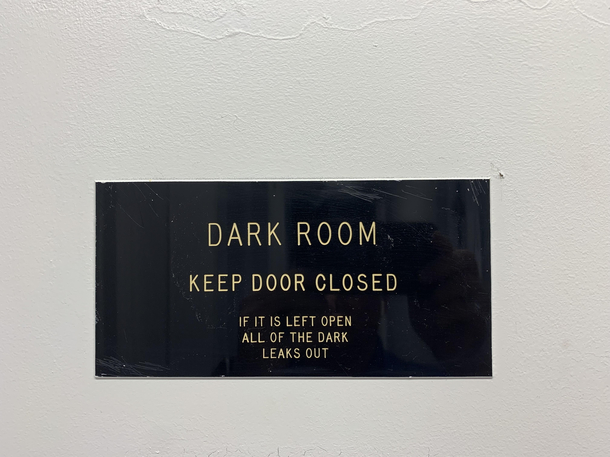 DARK ROOM
KEEP DOOR CLOSED
IF IT IS LEFT OPEN
ALL OF THE DARK
LEAKS OUT